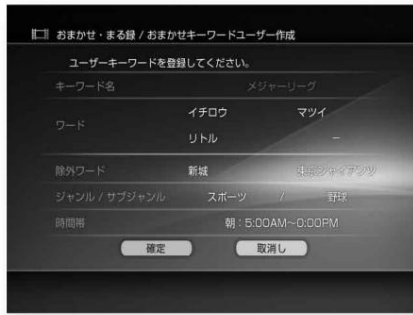 おまかせ・まる録 / おまかせキーワードユーザー作成
ユーザーキーワードを登録してください。
キーワード名 メジャーリーグ
ワード
イチロウ マツイ
リトル −
除外ワード 新城 東京ジャイアンツ
ジャンル / サブジャンル スポーツ / 野球
時間帯 朝 : 5:00AM~0:00PM
確定 取消し